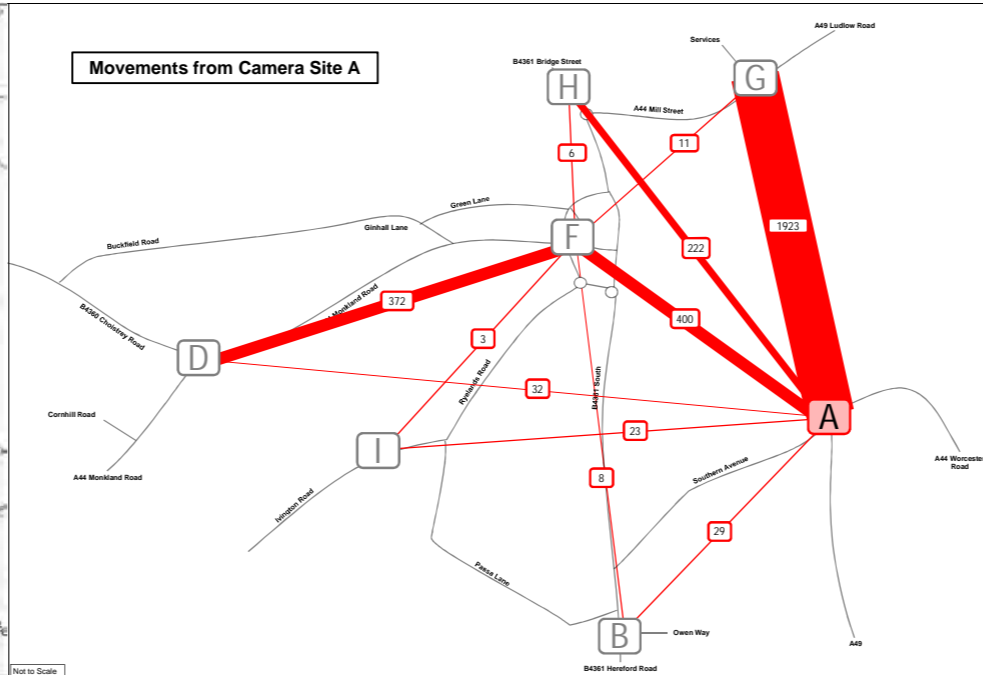 A49 Ludlow Road
Services
Movements from Camera Site A
B4361 Bridge Street
H
G
A44 Mill Street
11
6
Green Lane
1923
Ginhall Lane
F
Buckfield Road
222
Monkland Road
372
400
B4360 Cholstrey Road
3
D
Ryelands Road
B4361 South
32
A
Cornhill Road
23
I
A44 Worcester
Road
A44 Monkland Road
Southern Avenue
8
Ivington Road
29
Passa Lane
B
Owen Way
A49
B4361 Hereford Road
Not to Scale